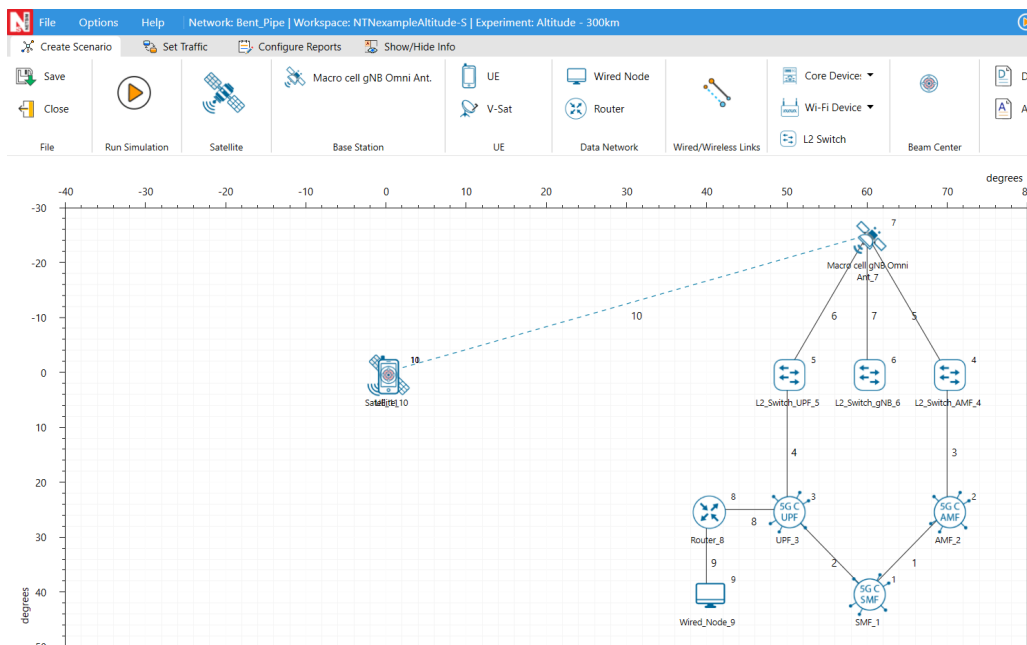 N File Options Help Network: Bent_Pipe | Workspace: NTNexampleAltitude-S | Experiment: Altitude - 300km
Create Scenario Set Traffic Configure Reports Show/Hide Info
Save Macro cell gNB Omni Ant. UE Wired Node Core Device: D
Close V-Sat Router Wi-Fi Device A
L2 Switch
File Run Simulation Satellite Base Station UE Data Network Wired/Wireless Links Beam Center
degrees
-40 -30 -20 -10 0 10 20 30 40 50 60 70 8
-30
7
-20
Macro cell gNB Omni
Ant_7
-10
10 6 7 5
0
10 5 6 4
L2_Switch_UPF_5 L2_Switch_gNB_6 L2_Switch_AMF_4
10
4 3
20
8 3 2
5G C
UPF
5G C
AMF
8
30
Router_8 UPF_3 AMF_2
9 2 1
40
9 1
5G C
SMF
Wired_Node_9 SMF_1
degrees
50